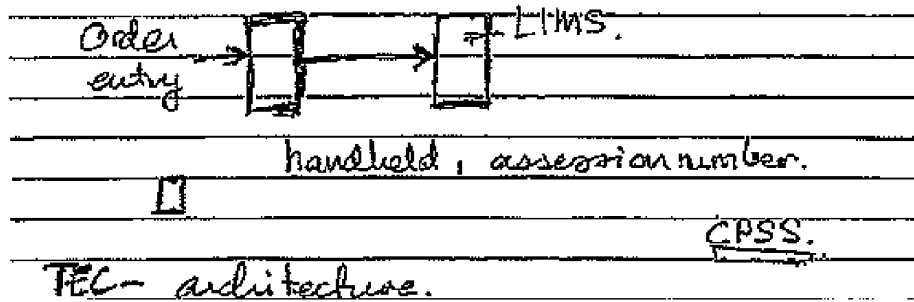 Order
entry
LIMS.
handheld, assession number.
CPSS.
TEC- architecture.